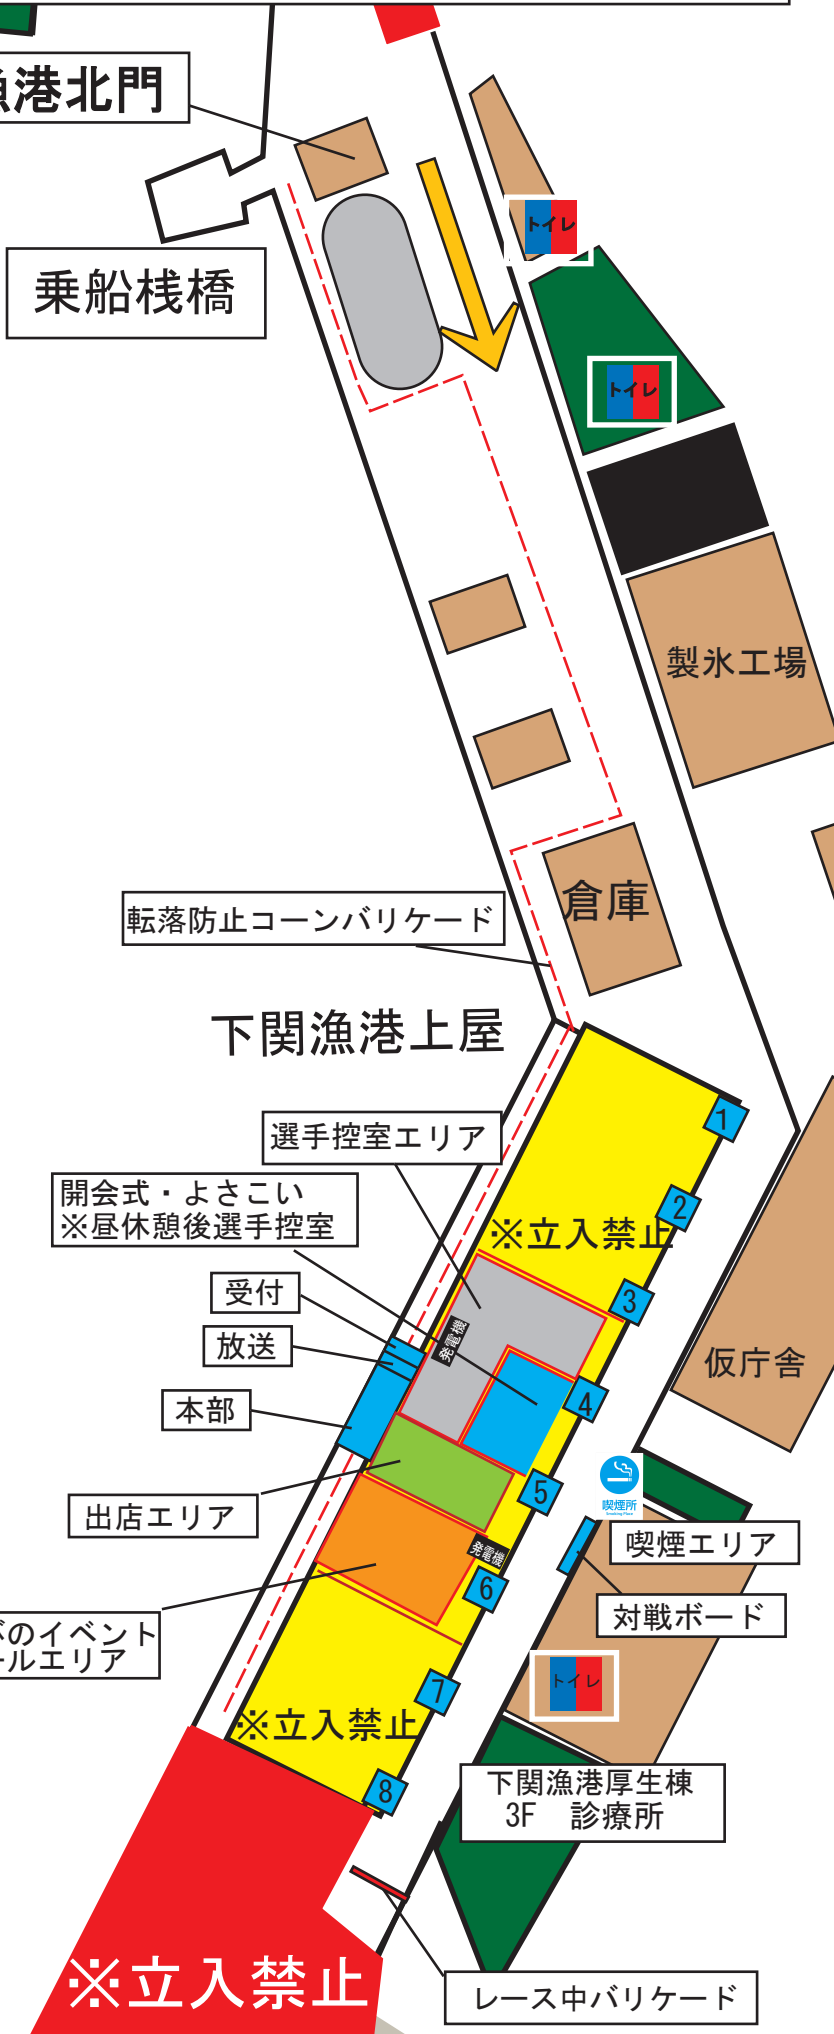 漁港北門
トイレ
乗船桟橋
トイレ
製氷工場
倉庫
転落防止コーンバリケード
下関漁港上屋
選手控室エリア
1
開会式・よさこい
※昼休憩後選手控室
2
※立入禁止
受付
3
発電機
放送
仮庁舎
4
本部
5
喫煙所
Smoking Place
出店エリア
喫煙エリア
発電機
6
対戦ボード
のイベント
ールエリア
トイレ
7
※立入禁止
8
下関漁港厚生棟
3F 診療所
※立入禁止
レース中バリケード